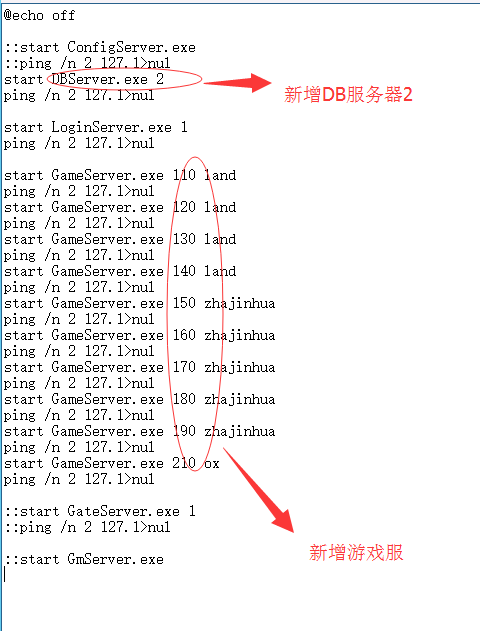 @echo off
::start ConfigServer.exe
::ping /n 2 127.1>nul
start DBServer.exe 2
ping /n 2 127.1>nul
新增DB服务器2
start LoginServer.exe 1
ping /n 2 127.1>nul
start GameServer.exe 110 land
ping /n 2 127.1>nul
start GameServer.exe 120 land
ping /n 2 127.1>nul
start GameServer.exe 130 land
ping /n 2 127.1>nul
start GameServer.exe 140 land
ping /n 2 127.1>nul
start GameServer.exe 150 zhajinhua
ping /n 2 127.1>nul
start GameServer.exe 160 zhajinhua
ping /n 2 127.1>nul
start GameServer.exe 170 zhajinhua
ping /n 2 127.1>nul
start GameServer.exe 180 zhajinhua
ping /n 2 127.1>nul
start GameServer.exe 190 zhajinhua
ping /n 2 127.1>nul
start GameServer.exe 210 ox
ping /n 2 127.1>nul
::start GateServer.exe 1
::ping /n 2 127.1>nul
新增游戏服
::start GmServer.exe